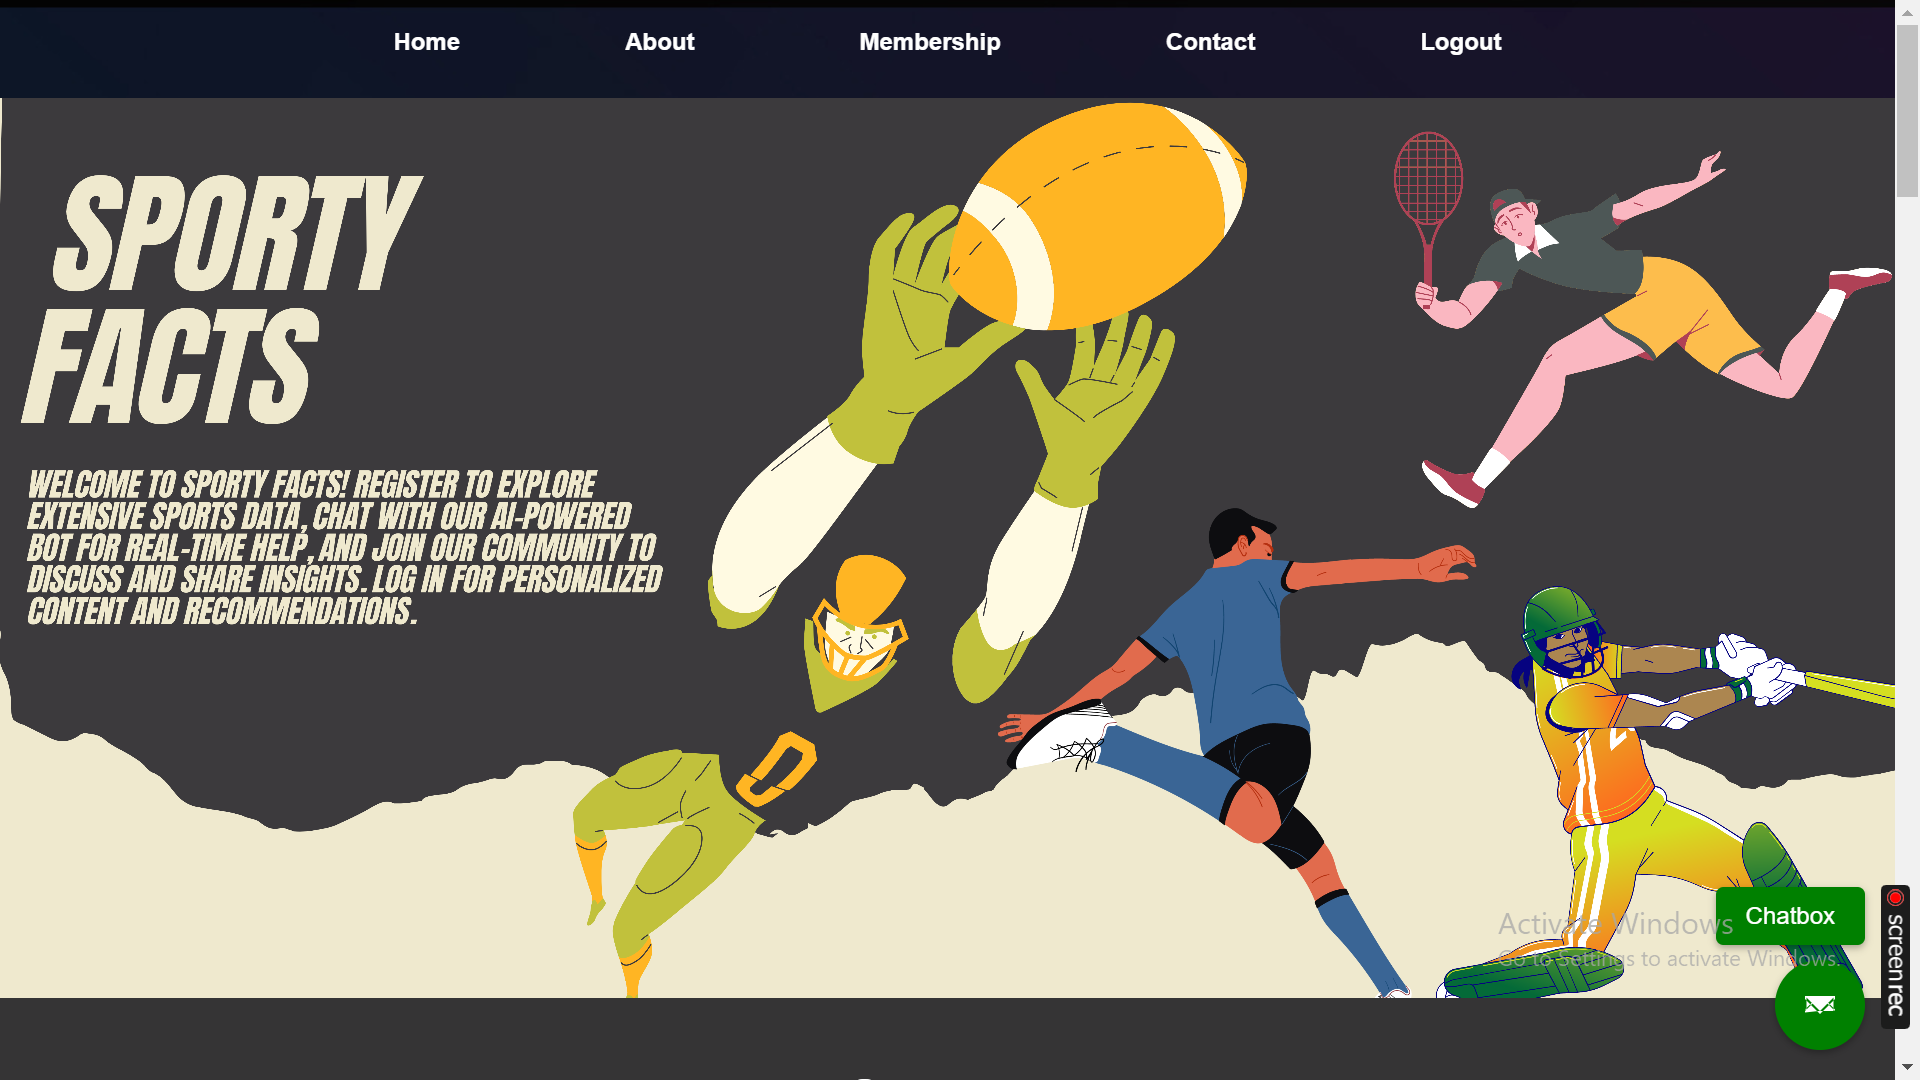 Home About Membership Contact Logout
SPORTY
FACTS
WELCOME TO SPORTY FACTS! REGISTER TO EXPLORE
EXTENSIVE SPORTS DATA, CHAT WITH OUR AI-POWERED
BOT FOR REAL-TIME HELP, AND JOIN OUR COMMUNITY TO
DISCUSS AND SHARE INSIGHTS. LOG IN FOR PERSONALIZED
CONTENT AND RECOMMENDATIONS.
Chatbox
Activate Windows
Go to Settings to activate Windows.
screenrec